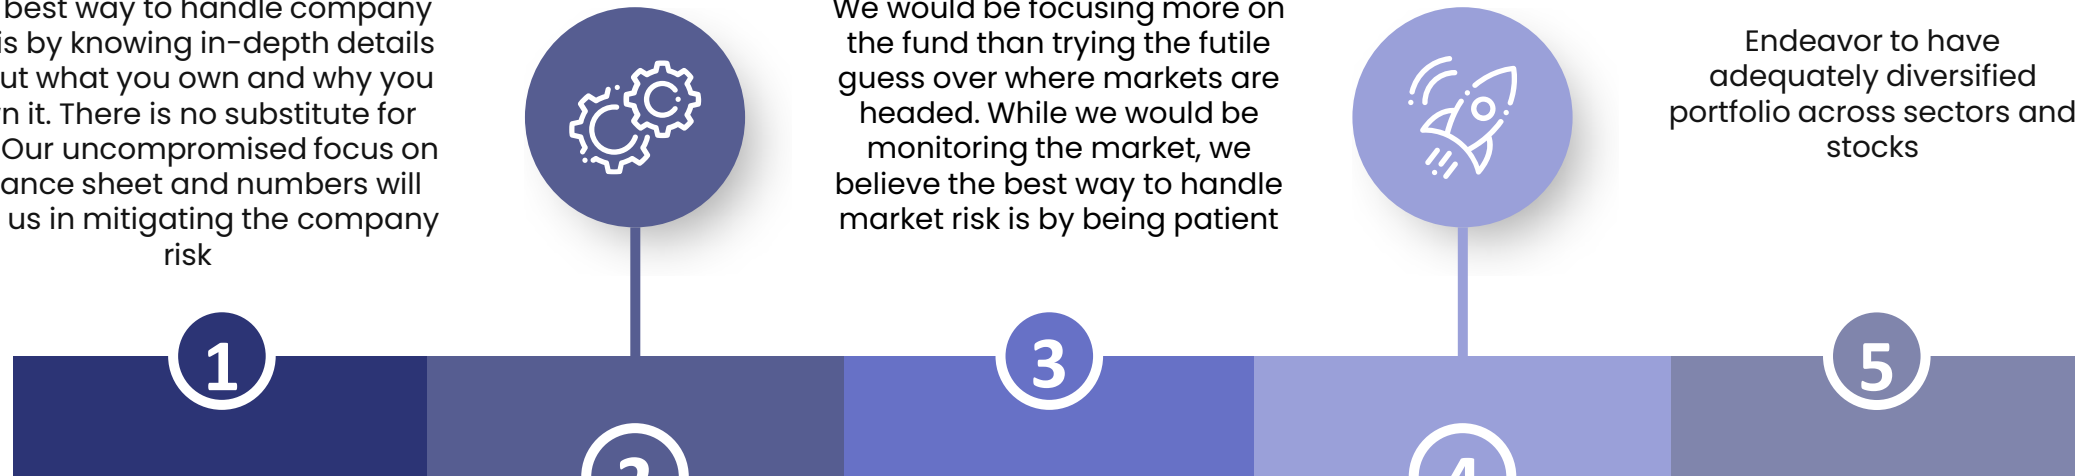 best way to handle company
is by knowing in-depth details
what you own and why you
it. There is no substitute for
Our uncompromised focus on
sheet and numbers will
us in mitigating the company
risk
We would be focusing more on
the fund than trying the futile
guess over where markets are
headed. While we would be
monitoring the market, we
believe the best way to handle
market risk is by being patient
Endeavor to have
adequately diversified
portfolio across sectors and
stocks
1
3
5
2
4